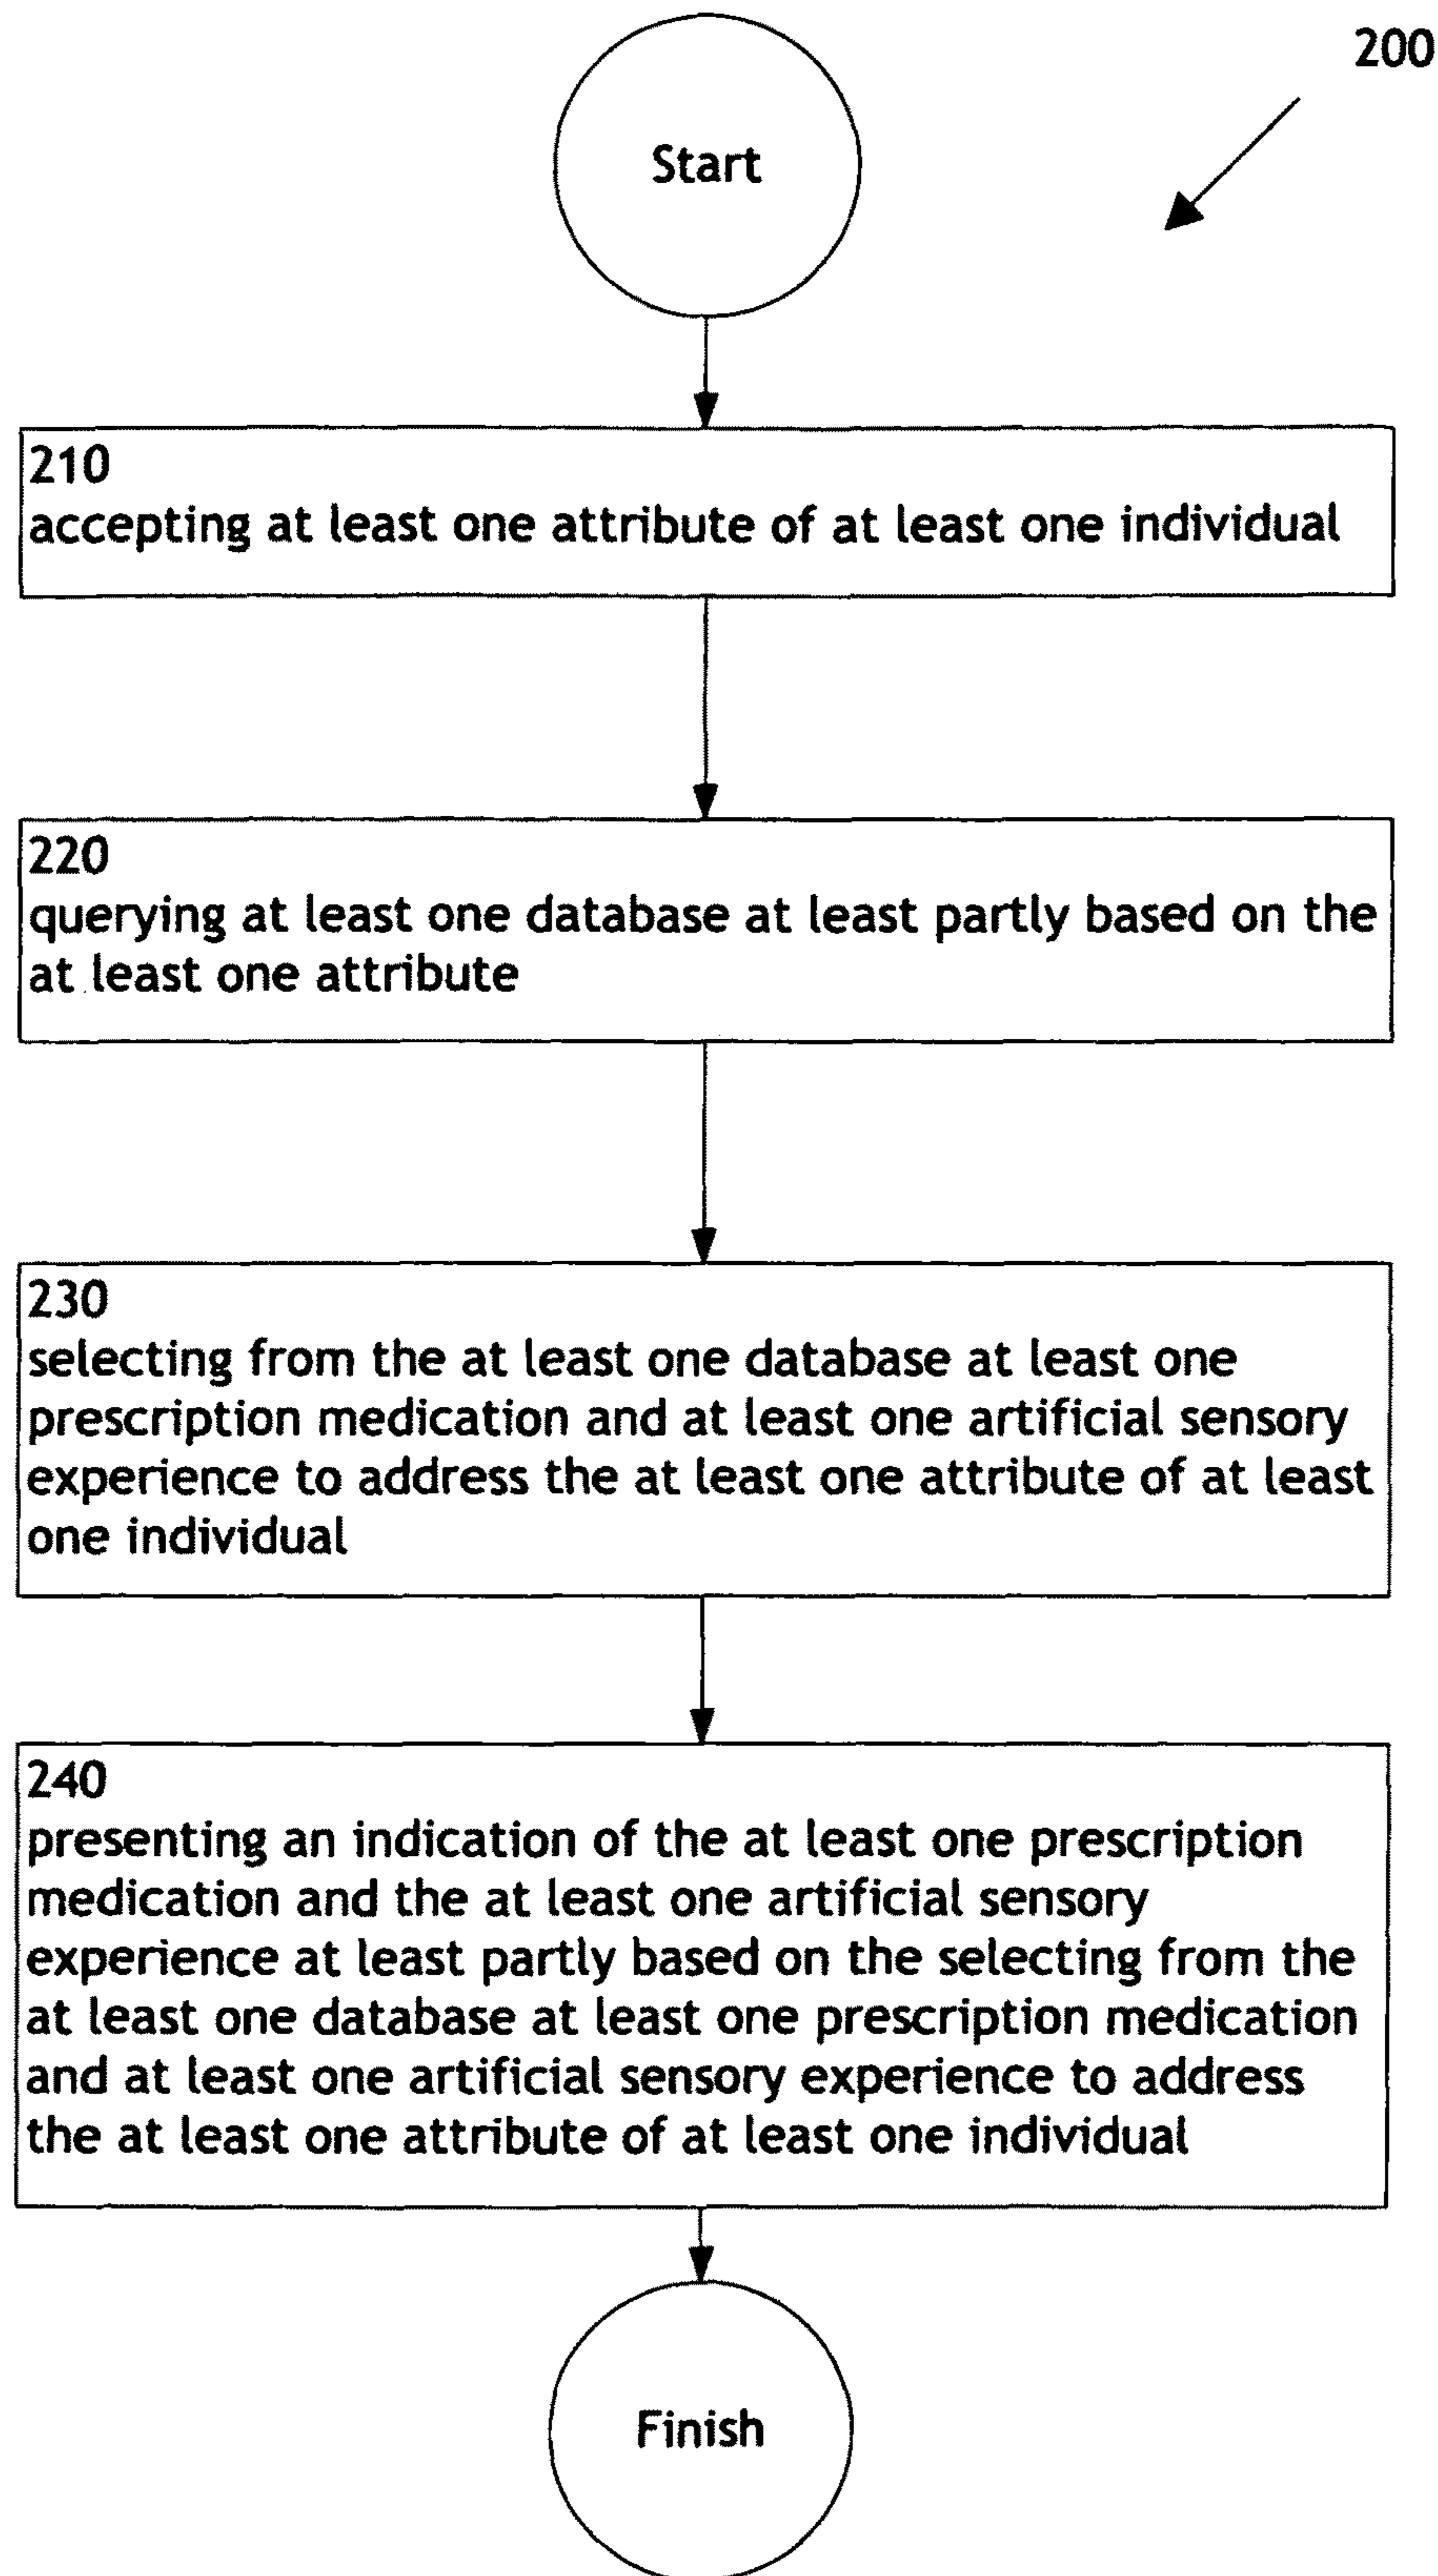 200
Start
210
accepting at least one attribute of at least one individual
220
querying at least one database at least partly based on the
at least one attribute
230
selecting from the at least one database at least one
prescription medication and at least one artificial sensory
experience to address the at least one attribute of at least
one individual
240
presenting an indication of the at least one prescription
medication and the at least one artificial sensory
experience at least partly based on the selecting from the
at least one database at least one prescription medication
and at least one artificial sensory experience to address
the at least one attribute of at least one individual
Finish